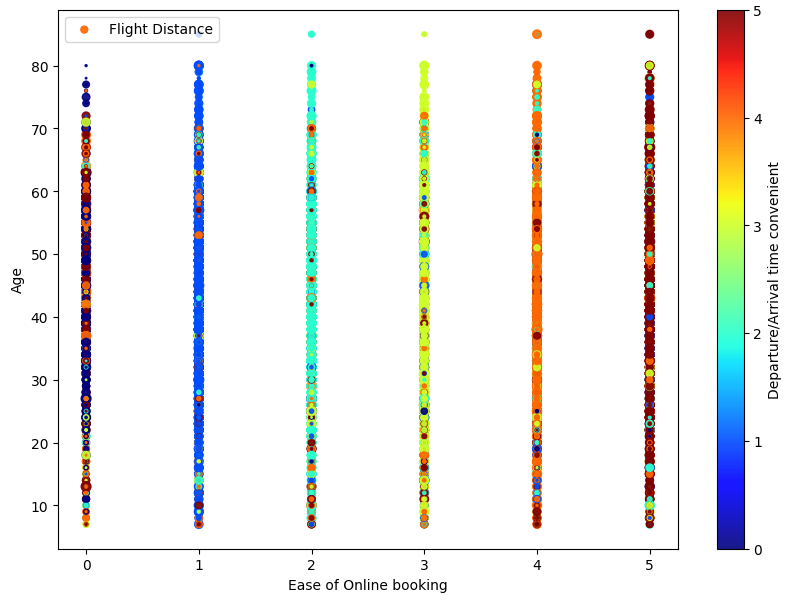 Flight Distance
80
70
60
50
40
30
20
10
Age
0 1 2 3 4 5
Ease of Online booking
5
4
3
2
1
0
Departure/Arrival time convenient